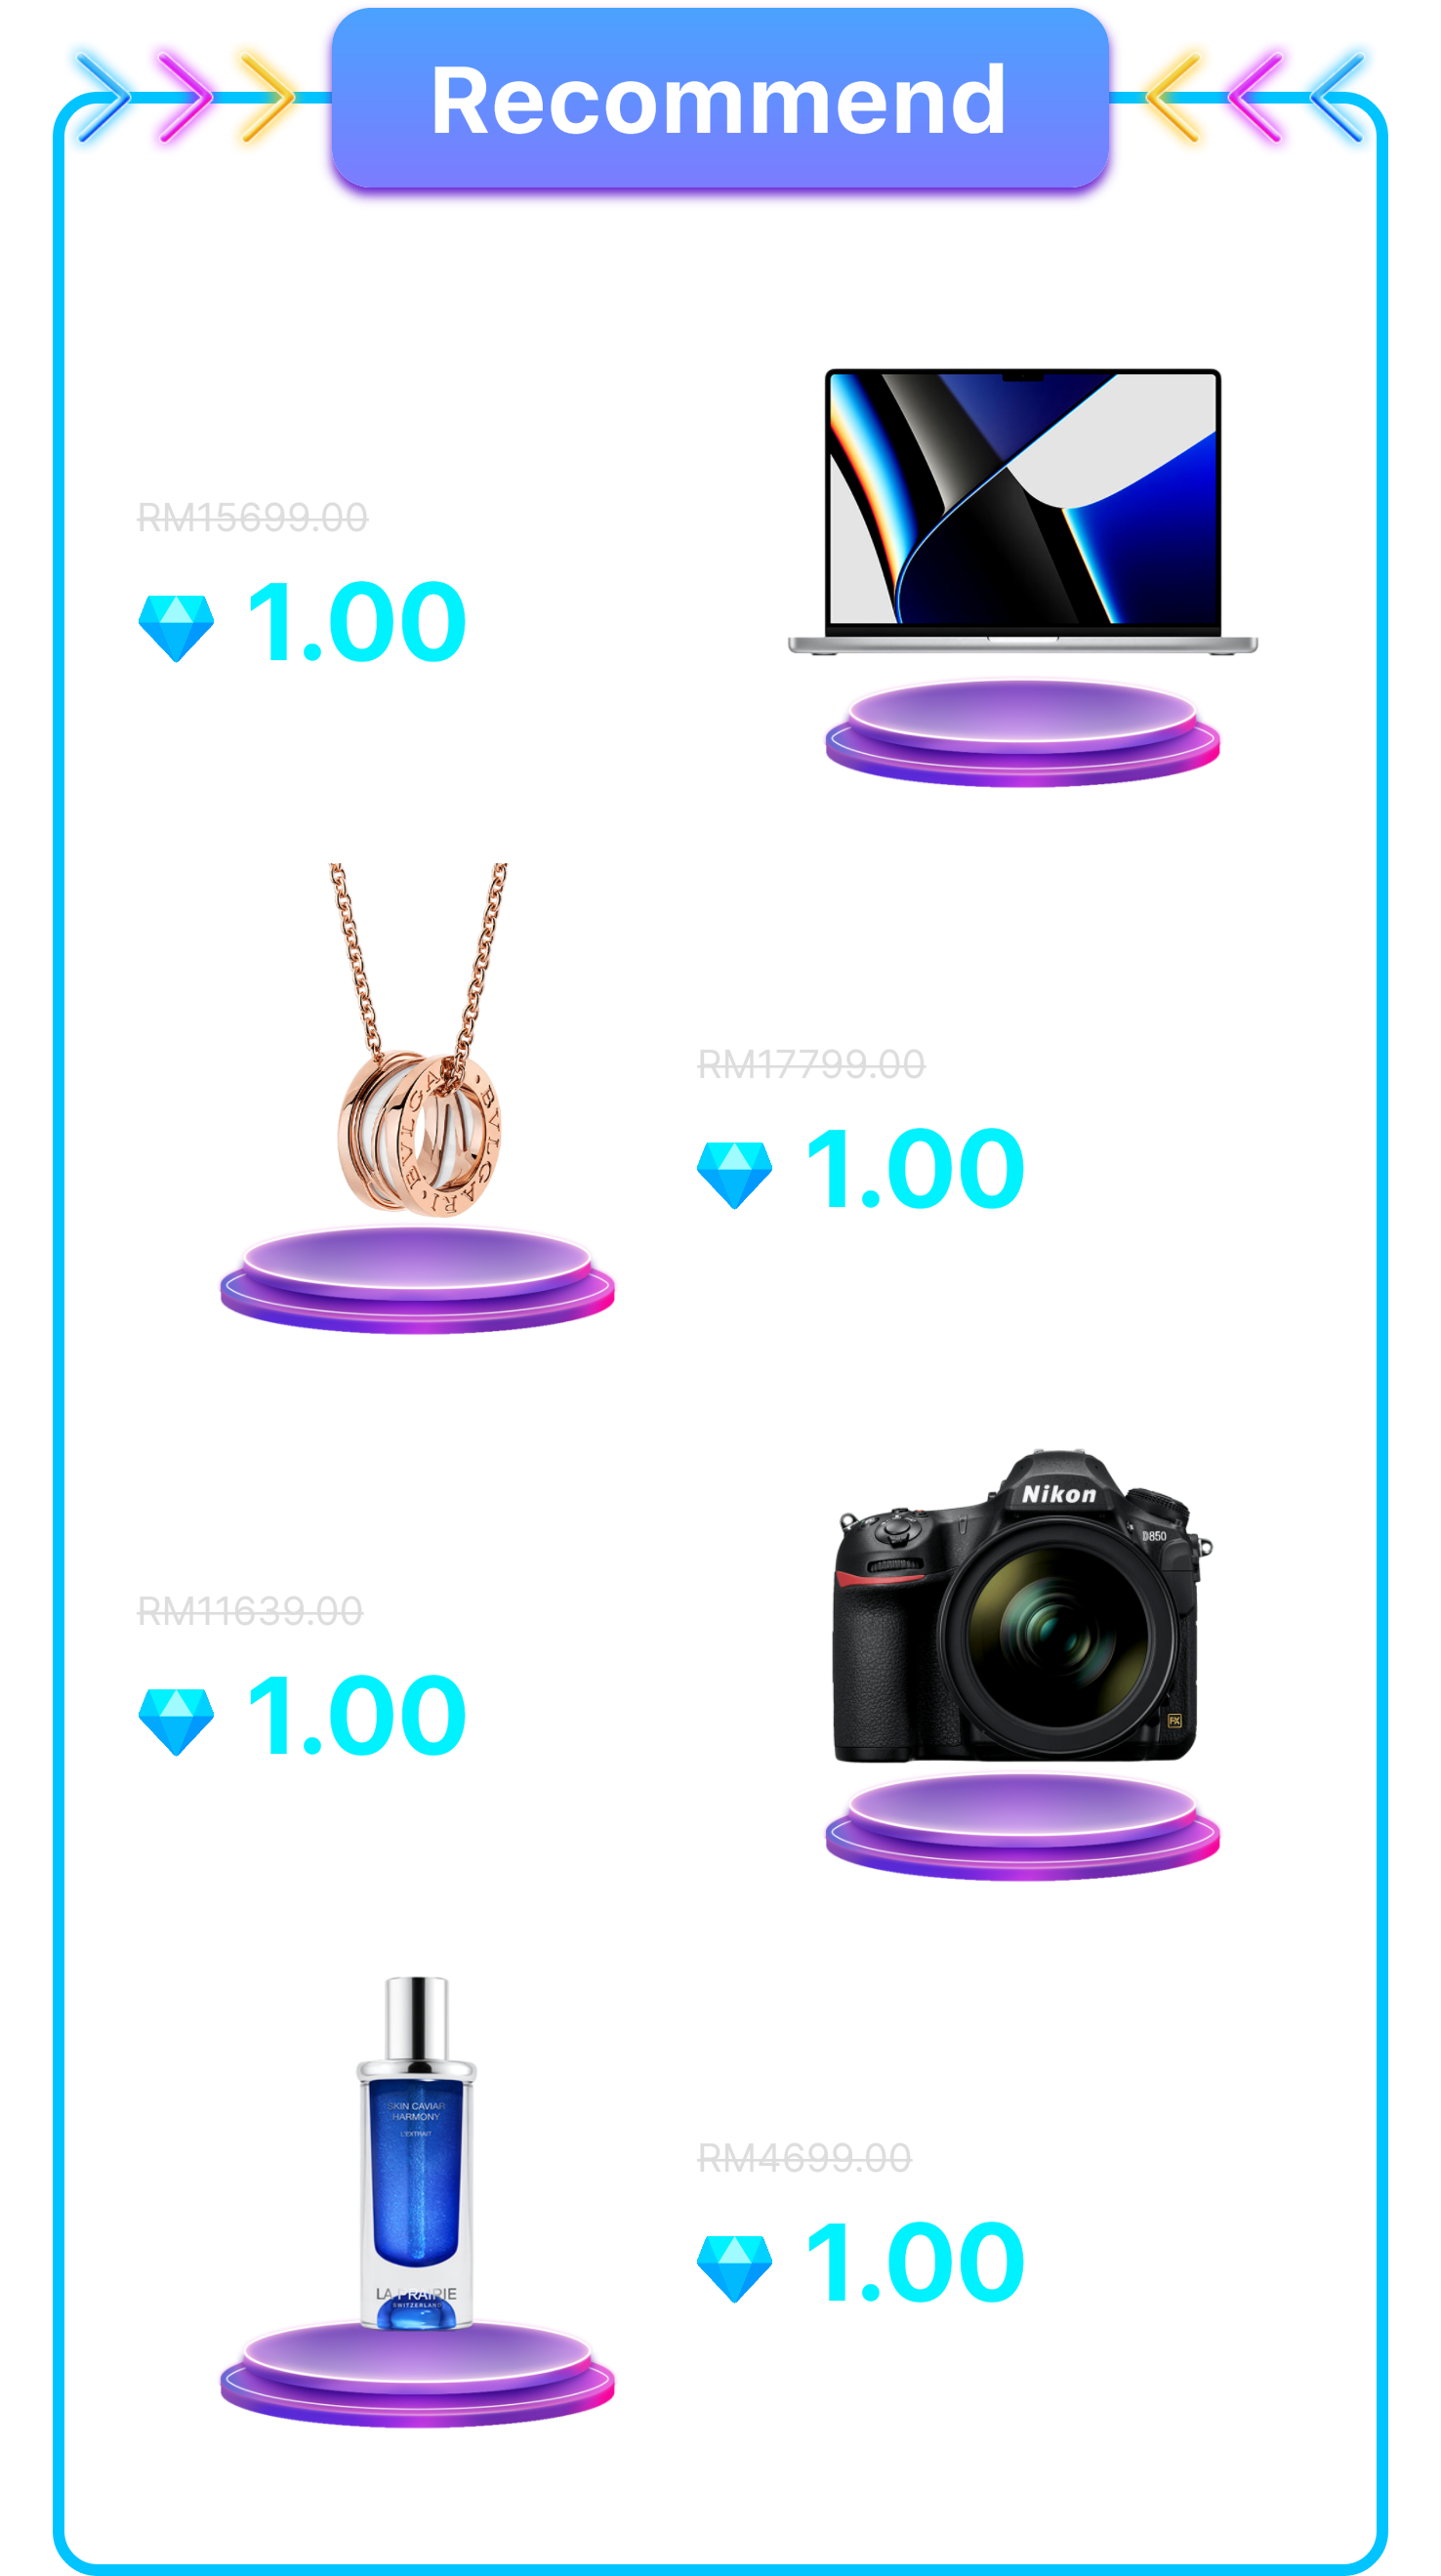 Recommend
RM15699.00
1.00
BVLGARI
BVLGARI
RM17799.00
1.00
Nikon
D850
FX
RM11639.00
1.00
SKIN CAVIAR
HARMONY
L'EXTRAIT
LA PRAIRIE
SWITZERLAND
RM4699.00
1.00